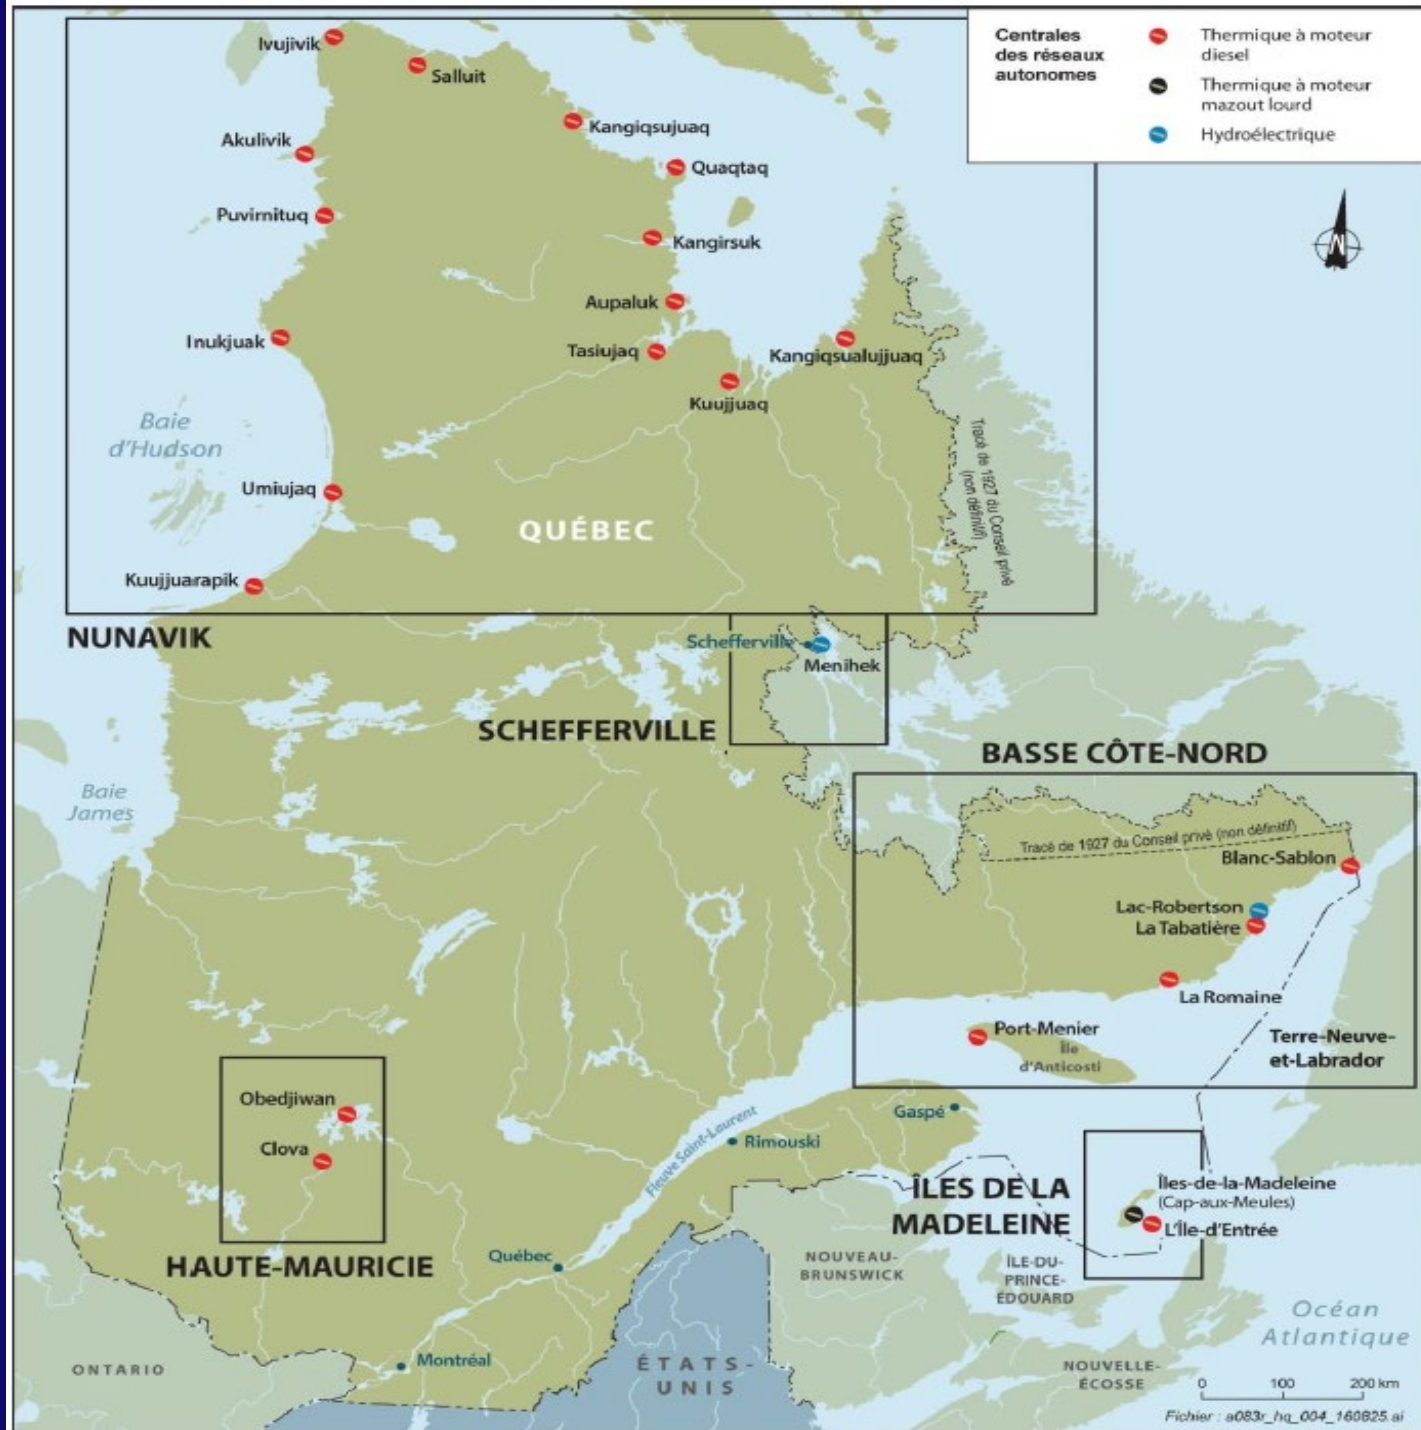 Centrales
des réseaux
autonomes
Thermique à moteur
diesel
Thermique à moteur
mazout lourd
Hydroélectrique
Ivujivik
Salluit
Kangiqsujuaq
Akulivik
Quaqtaq
Puvirnituq
Kangirsuk
N
Aupaluk
Inukjuak
Tasiujaq
Kangiqsualujjuaq
Kuujjuaq
Baie
d'Hudson
Tracé de 1927 du Conseil privé
(non définitif)
Umiujaq
QUÉBEC
Kuujjuarapik
NUNAVIK
Schefferville
Menihek
SCHEFFERVILLE
BASSE CÔTE-NORD
Baie
James
Tracé de 1927 du Conseil privé (non définitif)
Blanc-Sablon
Lac-Robertson
La Tabatière
La Romaine
Port-Menier
Île
d'Anticosti
Terre-Neuve-
et-Labrador
Obedjiwan
Clova
Gaspé
Fleuve Saint-Laurent
Rimouski
ÎLES DE LA
MADELEINE
Îles-de-la-Madeleine
(Cap-aux-Meules)
L'Île-d'Entrée
HAUTE-MAURICIE
Québec
NOUVEAU-
BRUNSWICK
ÎLE-DU-
PRINCE-
ÉDOUARD
Océan
Atlantique
Montréal
ONTARIO
ÉTATS-
UNIS
NOUVELLE-
ÉCOSSE
0 100 200 km
Fichier : a083r_hq_004_160825.ai